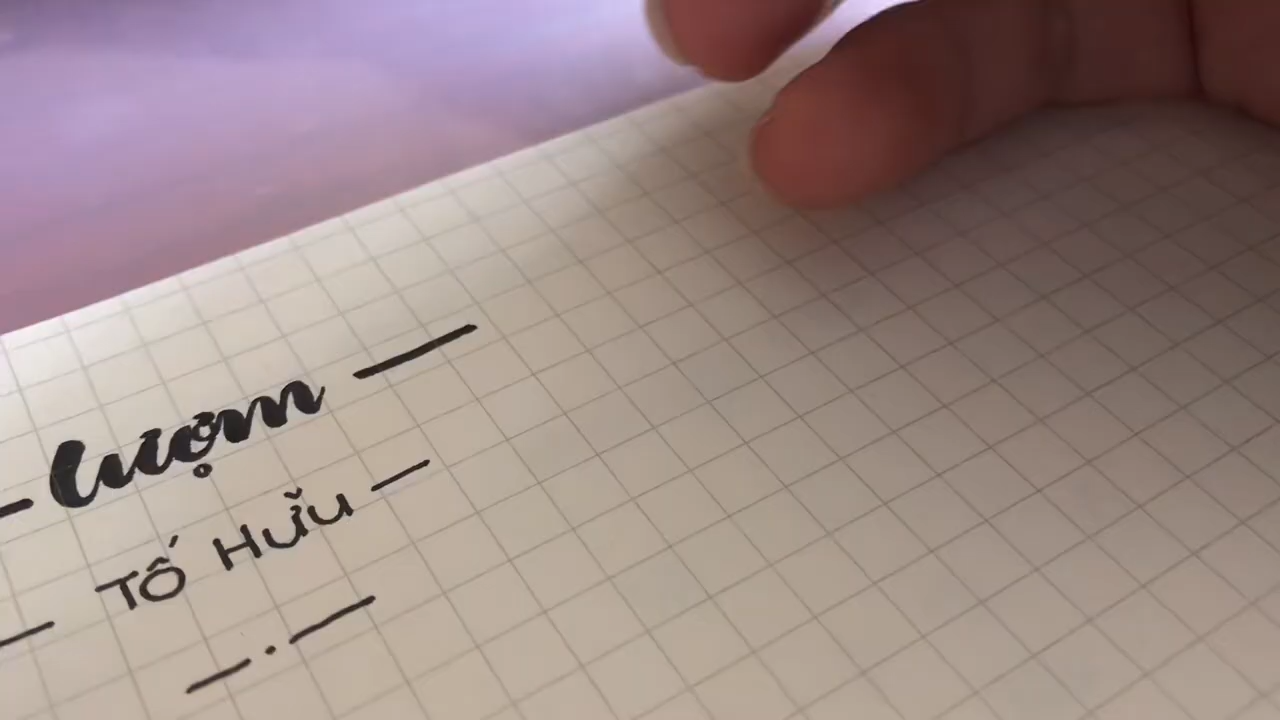 - lượm —
— Tố Hữu —
— . —